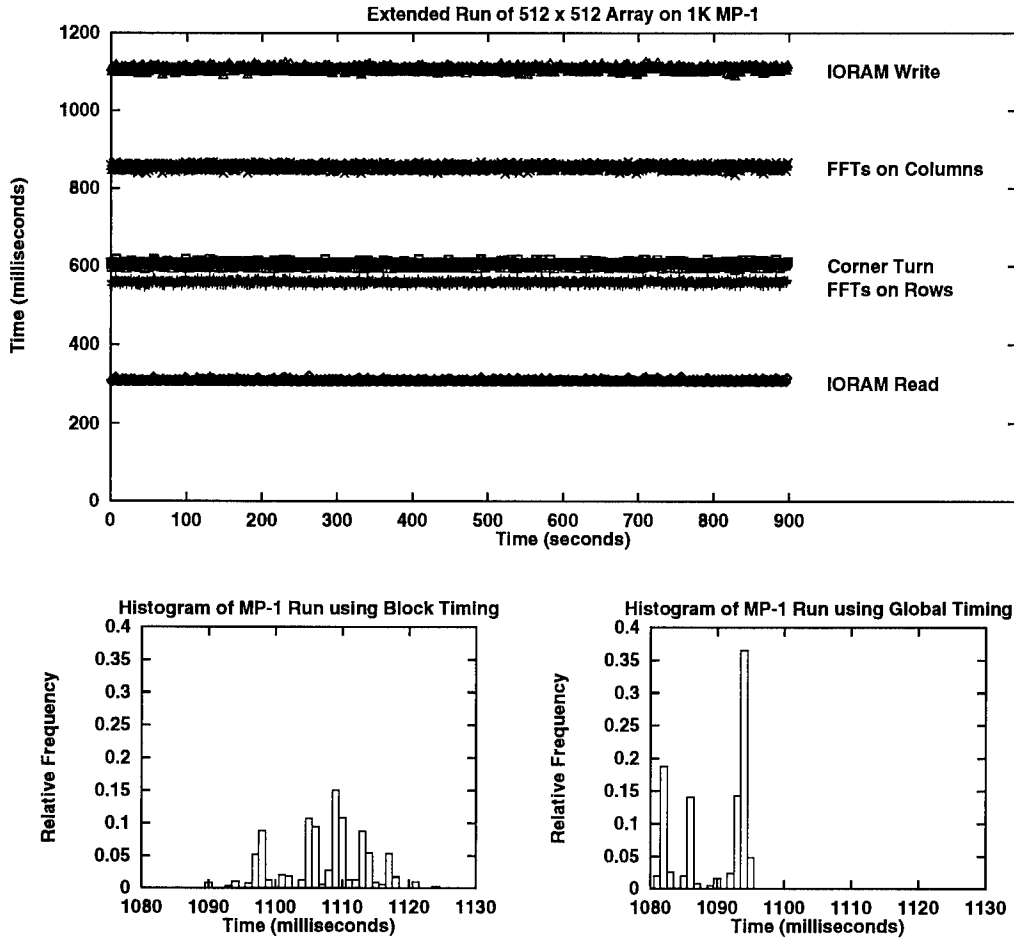 Extended Run of 512 x 512 Array on 1K MP-1
Time (milliseconds)
1200
1000
800
600
400
200
0
IORAM Write
FFTs on Columns
Corner Turn
FFTs on Rows
IORAM Read
0 100 200 300 400 500 600 700 800 900
Time (seconds)
Histogram of MP-1 Run using Block Timing
Relative Frequency
0.4
0.35
0.3
0.25
0.2
0.15
0.1
0.05
0
1080 1090 1100 1110 1120 1130
Time (milliseconds)
Histogram of MP-1 Run using Global Timing
Relative Frequency
0.4
0.35
0.3
0.25
0.2
0.15
0.1
0.05
0
1080 1090 1100 1110 1120 1130
Time (milliseconds)